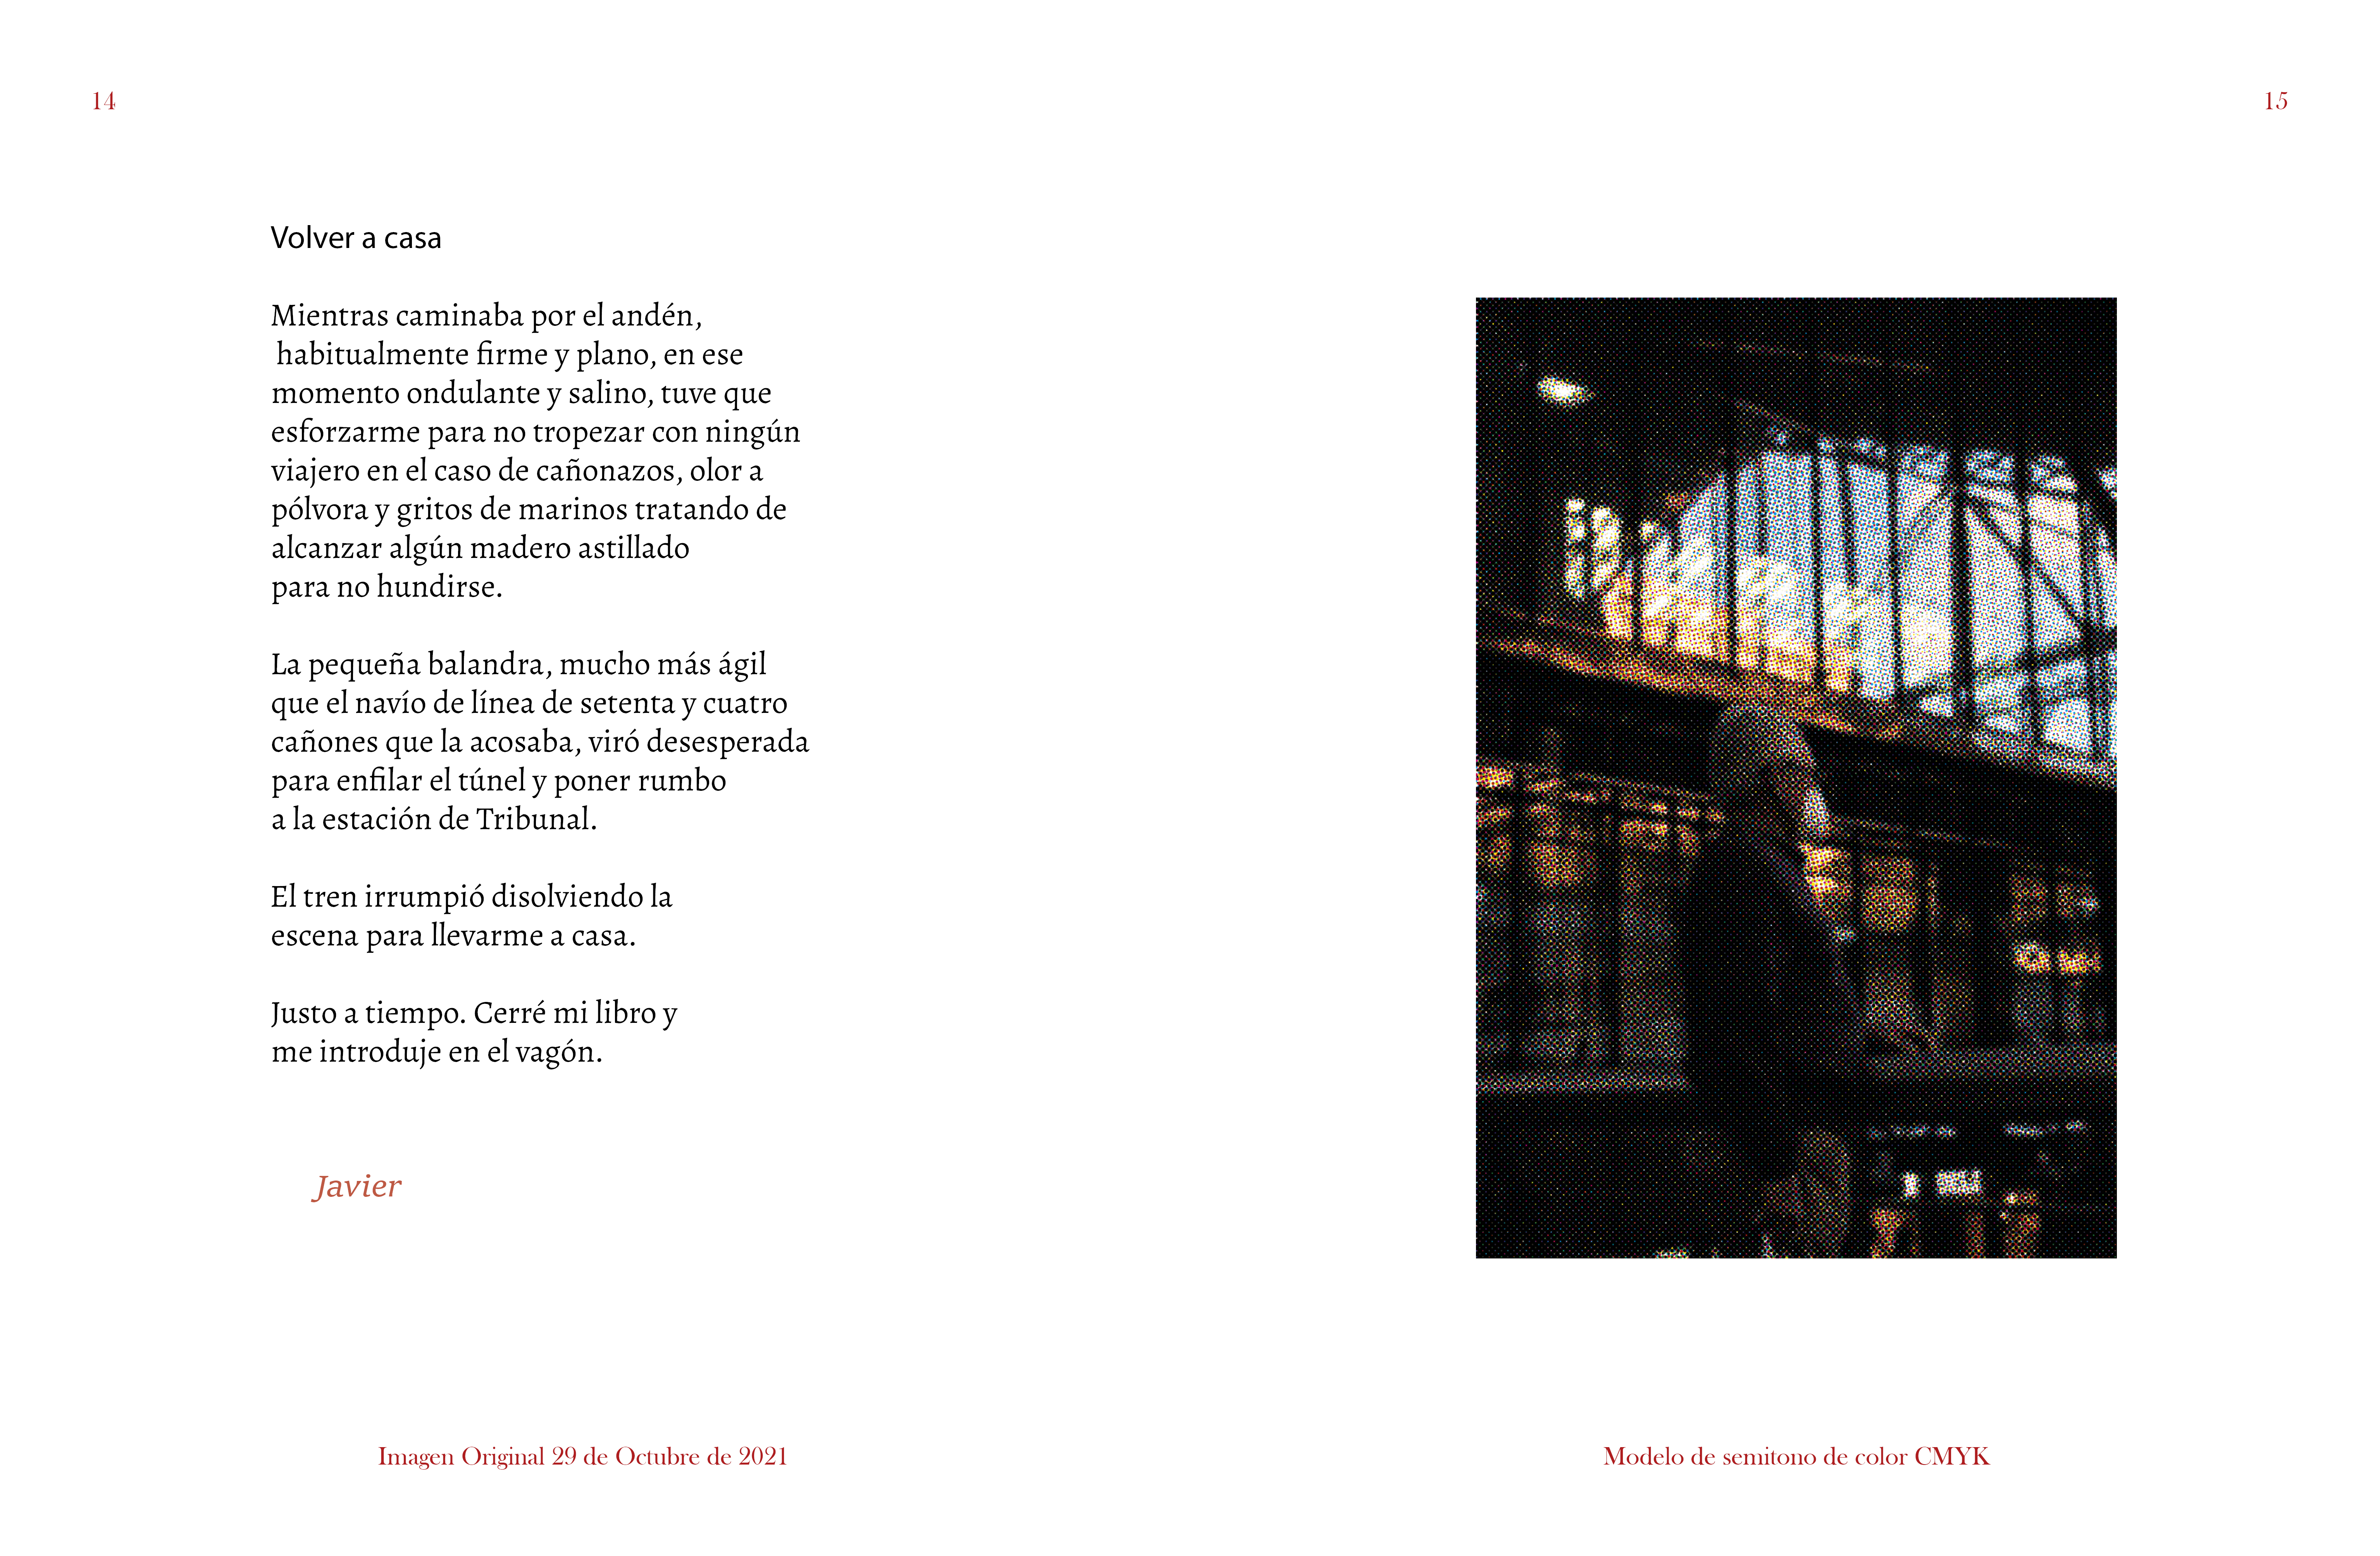 14
15
Volver a casa
Mientras caminaba por el andén,
habitualmente firme y plano, en ese
momento ondulante y salino, tuve que
esforzarme para no tropezar con ningún
viajero en el caso de cañonazos, olor a
pólvora y gritos de marinos tratando de
alcanzar algún madero astillado
para no hundirse.
La pequeña balandra, mucho más ágil
que el navío de línea de setenta y cuatro
cañones que la acosaba, viró desesperada
para enfilar el túnel y poner rumbo
a la estación de Tribunal.
El tren irrumpió disolviendo la
escena para llevarme a casa.
Justo a tiempo. Cerré mi libro y
me introduje en el vagón.
Javier
Imagen Original 29 de Octubre de 2021
Modelo de semitono de color CMYK